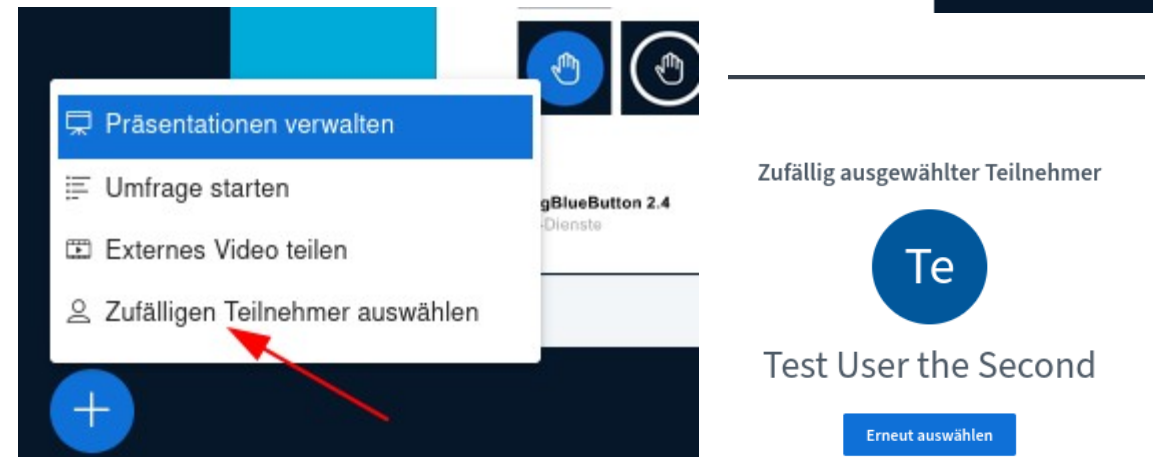 Präsentationen verwalten
Umfrage starten
Externes Video teilen
Zufälligen Teilnehmer auswählen
gBlueButton 2.4
-Dienste
Zufällig ausgewählter Teilnehmer
Te
Test User the Second
Erneut auswählen